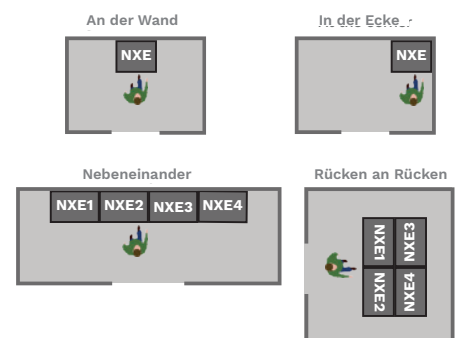 An der Wand
In der Ecke
NXE
NXE
Nebeneinander
Rücken an Rücken
NXE1 NXE2 NXE3 NXE4
NXE1 NXE3
NXE2 NXE4